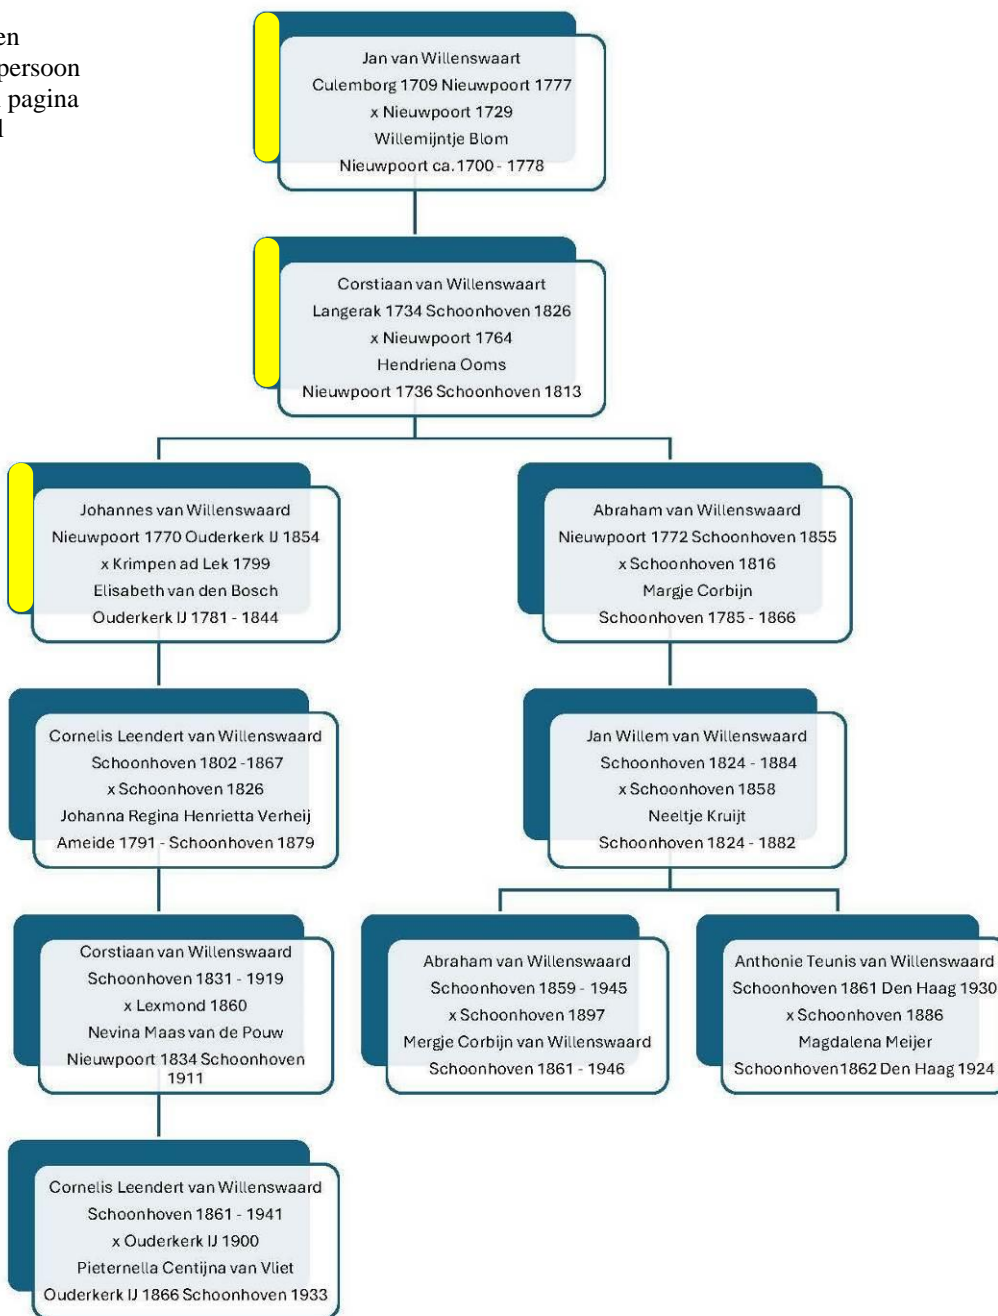 en
persoon
pagina
Jan van Willenswaart
Culemborg 1709 Nieuwpoort 1777
x Nieuwpoort 1729
Willemijntje Blom
Nieuwpoort ca. 1700 - 1778
Corstiaan van Willenswaart
Langerak 1734 Schoonhoven 1826
x Nieuwpoort 1764
Hendriena Ooms
Nieuwpoort 1736 Schoonhoven 1813
Johannes van Willenswaard
Nieuwpoort 1770 Ouderkerk IJ 1854
x Krimpen ad Lek 1799
Elisabeth van den Bosch
Ouderkerk IJ 1781 - 1844
Abraham van Willenswaard
Nieuwpoort 1772 Schoonhoven 1855
x Schoonhoven 1816
Margje Corbijn
Schoonhoven 1785 - 1866
Cornelis Leendert van Willenswaard
Schoonhoven 1802 -1867
x Schoonhoven 1826
Johanna Regina Henrietta Verheij
Ameide 1791 - Schoonhoven 1879
Jan Willem van Willenswaard
Schoonhoven 1824 - 1884
x Schoonhoven 1858
Neeltje Kruijt
Schoonhoven 1824 - 1882
Corstiaan van Willenswaard
Schoonhoven 1831 - 1919
x Lexmond 1860
Nevina Maas van de Pouw
Nieuwpoort 1834 Schoonhoven
1911
Abraham van Willenswaard
Schoonhoven 1859 - 1945
x Schoonhoven 1897
Mergje Corbijn van Willenswaard
Schoonhoven 1861 - 1946
Anthonie Teunis van Willenswaard
Schoonhoven 1861 Den Haag 1930
x Schoonhoven 1886
Magdalena Meijer
Schoonhoven1862 Den Haag 1924
Cornelis Leendert van Willenswaard
Schoonhoven 1861 - 1941
x Ouderkerk IJ 1900
Pieternella Centijna van Vliet
Ouderkerk IJ 1866 Schoonhoven 1933